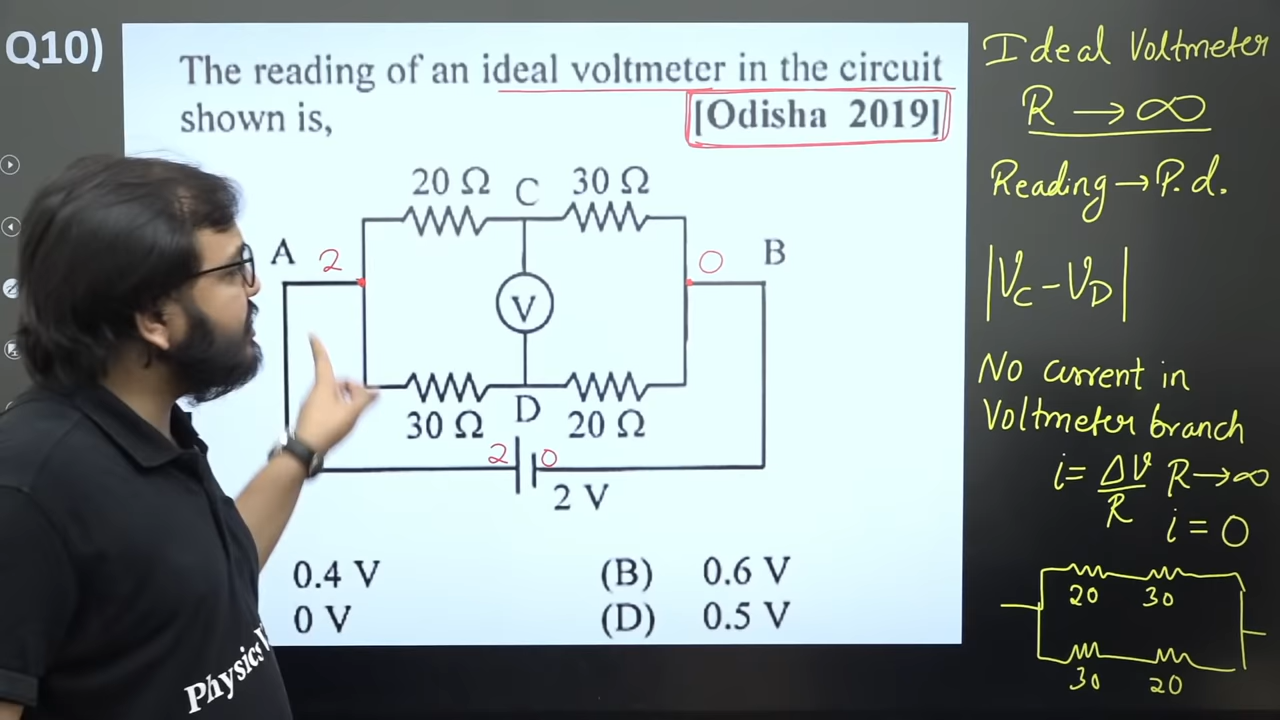 Q10)
The reading of an ideal voltmeter in the circuit
shown is,
[Odisha 2019]
20 Ω C 30 Ω
A 2
0 B
V
30 Ω D 20 Ω
2 0
2 V
0.4 V
(B) 0.6 V
0 V
(D) 0.5 V
Ideal Voltmeter
R → ∞
Reading → P.d.
|V_C - V_D|
No current in
Voltmeter branch
i = ΔV/R R → ∞
i = 0
20 30
30 20
Physics